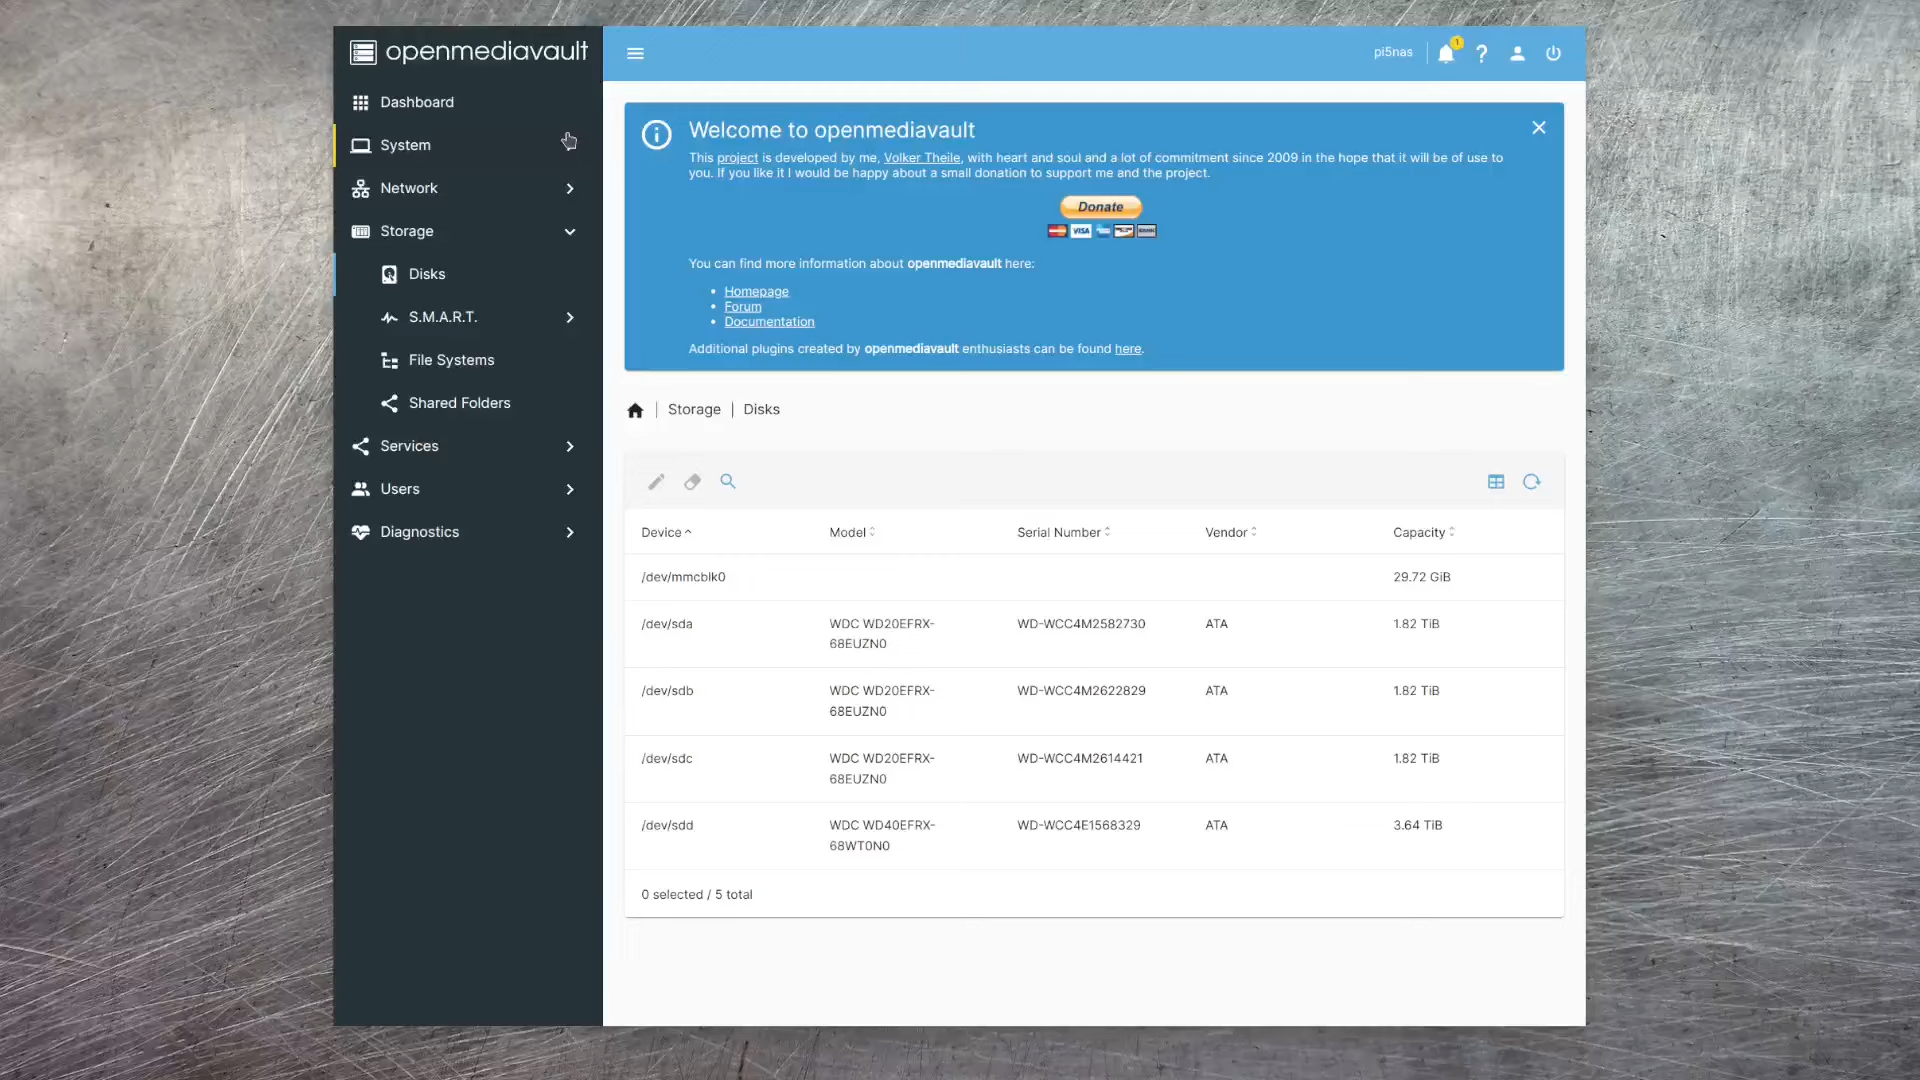 openmediavault
pi5nas
1
Dashboard
System
Network
Storage
Disks
S.M.A.R.T.
File Systems
Shared Folders
Services
Users
Diagnostics
Welcome to openmediavault
This project is developed by me, Volker Theile, with heart and soul and a lot of commitment since 2009 in the hope that it will be of use to
you. If you like it I would be happy about a small donation to support me and the project.
Donate
VISA
You can find more information about openmediavault here:
• Homepage
• Forum
• Documentation
Additional plugins created by openmediavault enthusiasts can be found here.
Storage | Disks
Device Model Serial Number Vendor Capacity
/dev/mmcblk0 29.72 GiB
/dev/sda WDC WD20EFRX- WD-WCC4M2582730 ATA 1.82 TiB
68EUZN0
/dev/sdb WDC WD20EFRX- WD-WCC4M2622829 ATA 1.82 TiB
68EUZN0
/dev/sdc WDC WD20EFRX- WD-WCC4M2614421 ATA 1.82 TiB
68EUZN0
/dev/sdd WDC WD40EFRX- WD-WCC4E1568329 ATA 3.64 TiB
68WT0N0
0 selected / 5 total